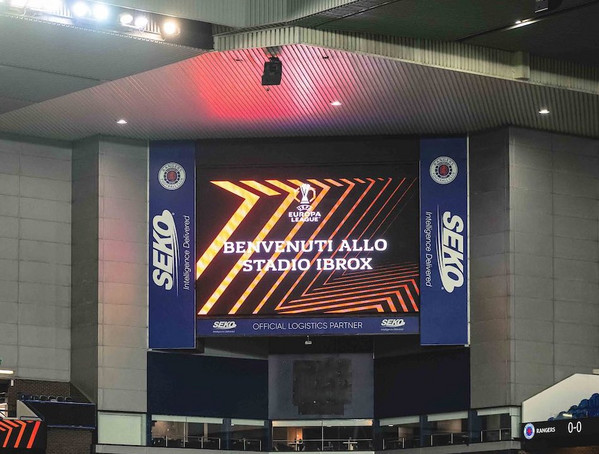 SEKO
Intelligence Delivered
UEFA
EUROPA
LEAGUE
BENVENUTI ALLO
STADIO IBROX
SEKO
Intelligence Delivered
SEKO OFFICIAL LOGISTICS PARTNER SEKO
RANGERS 0-0